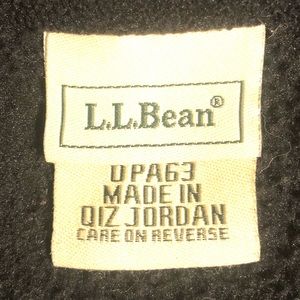 L.L.Bean®
DPA63
MADE IN
QIZ JORDAN
CARE ON REVERSE